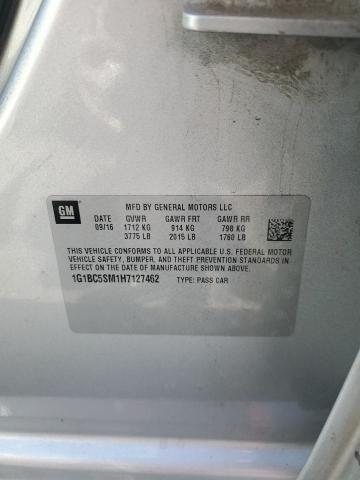 GM
MFD BY GENERAL MOTORS LLC
DATE GVWR GAWR FRT GAWR RR
09/16 1712 KG 914 KG 798 KG
3775 LB 2015 LB 1760 LB
THIS VEHICLE CONFORMS TO ALL APPLICABLE U.S. FEDERAL MOTOR
VEHICLE SAFETY, BUMPER, AND THEFT PREVENTION STANDARDS
IN EFFECT ON THE DATE OF MANUFACTURE SHOWN ABOVE.
1G1BC5SM1H7127462 TYPE: PASS CAR